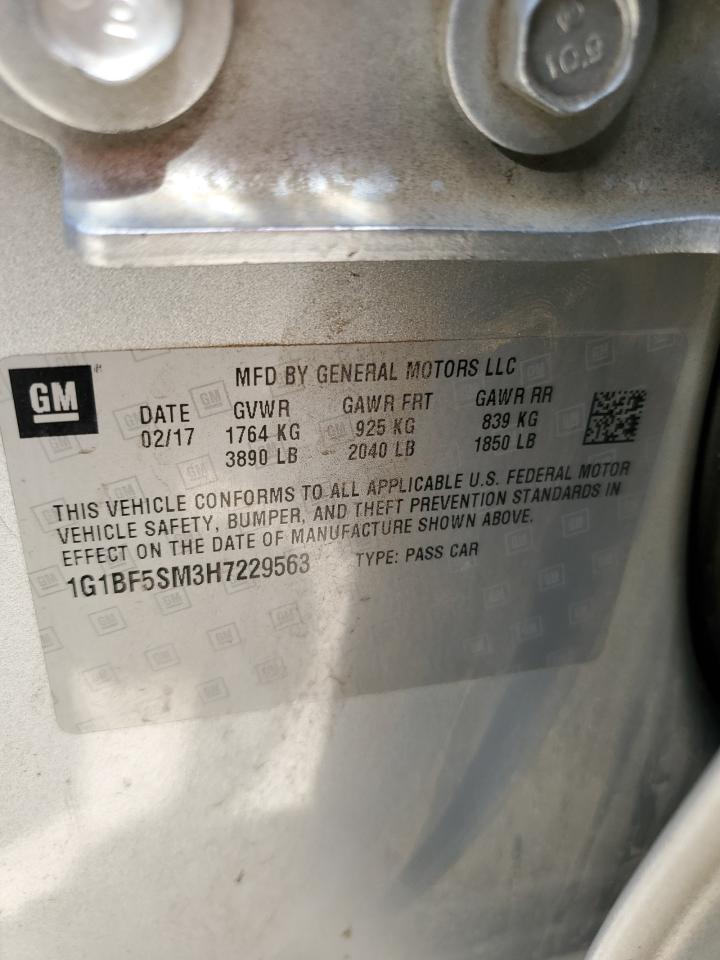 GM
MFD BY GENERAL MOTORS LLC
DATE GVWR GAWR FRT GAWR RR
02/17 1764 KG 925 KG 839 KG
3890 LB 2040 LB 1850 LB
THIS VEHICLE CONFORMS TO ALL APPLICABLE U.S. FEDERAL MOTOR
VEHICLE SAFETY, BUMPER, AND THEFT PREVENTION STANDARDS IN
EFFECT ON THE DATE OF MANUFACTURE SHOWN ABOVE.
1G1BF5SM3H7229563 TYPE: PASS CAR